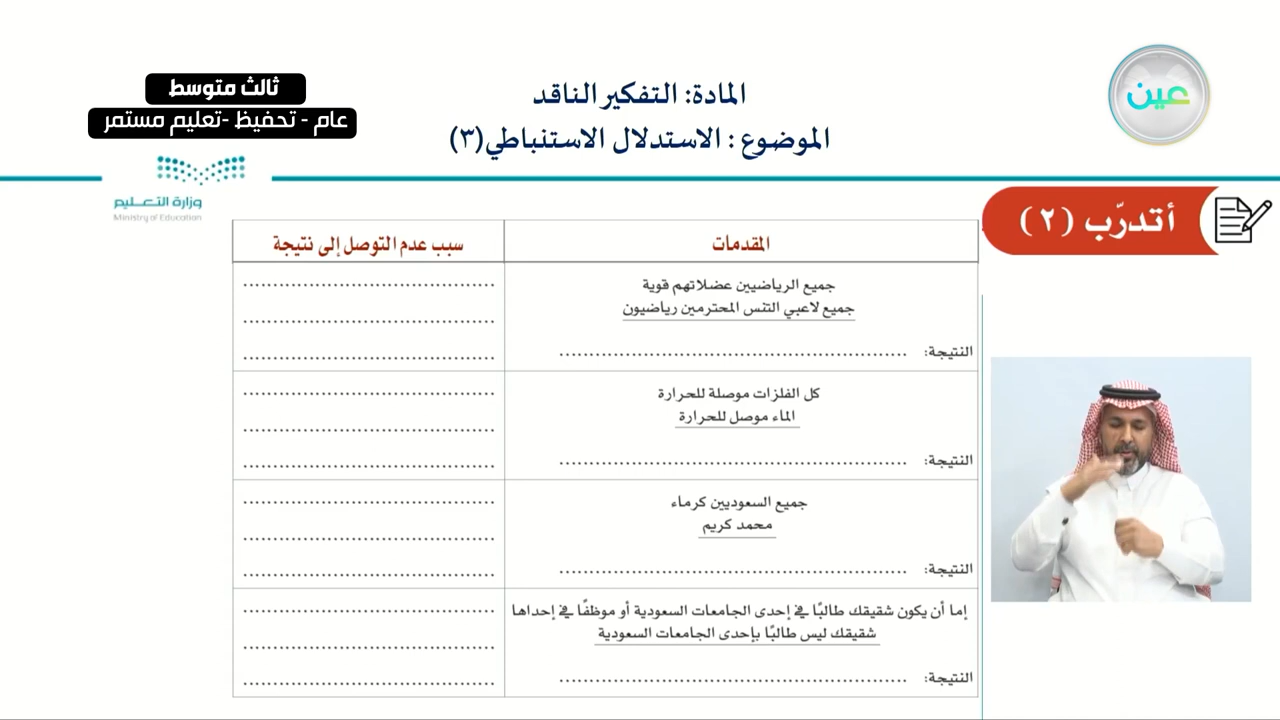 ثالث متوسط
عام - تحفيظ -تعليم مستمر
المادة: التفكير الناقد
الموضوع : الاستدلال الاستنباطي(٣)
عين
وزارة التعـــليم
Ministry of Education
أتدرّب (٢)
المقدمات
سبب عدم التوصل إلى نتيجة
جميع الرياضيين عضلاتهم قوية
جميع لاعبي التنس المحترمين رياضيون
النتيجة: ..........................................................
كل الفلزات موصلة للحرارة
الماء موصل للحرارة
النتيجة: ..........................................................
جميع السعوديين كرماء
محمد كريم
النتيجة: ..........................................................
إما أن يكون شقيقك طالبًا في إحدى الجامعات السعودية أو موظفًا في إحداها
شقيقك ليس طالبًا بإحدى الجامعات السعودية
النتيجة: ..........................................................